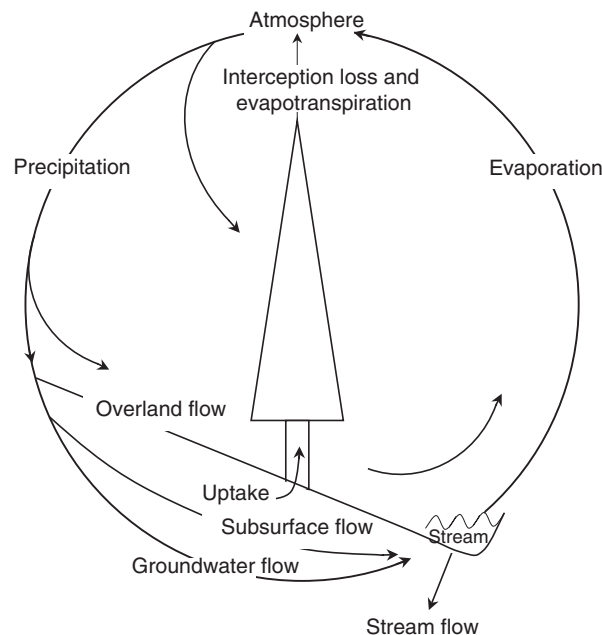 Atmosphere
Interception loss and
evapotranspiration
Precipitation
Evaporation
Overland flow
Uptake
Subsurface flow
Stream
Groundwater flow
Stream flow